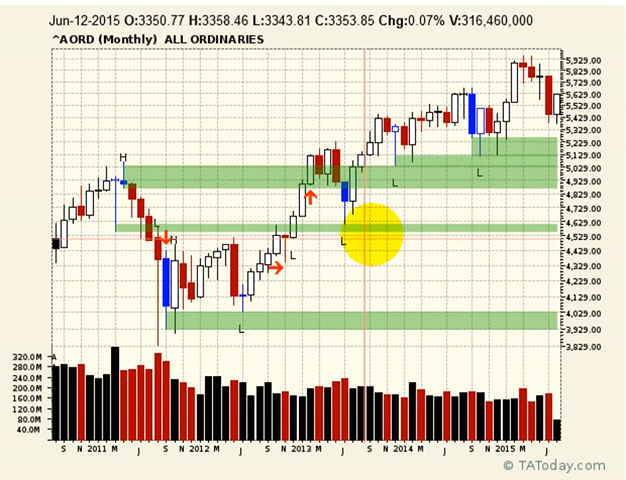 Jun-12-2015 O:3350.77 H:3358.46 L:3343.81 C:3353.85 Chg:0.07% V:316,460,000
^AORD (Monthly) ALL ORDINARIES
5,929.00
5,829.00
5,729.00
5,629.00
5,529.00
5,429.00
5,329.00
5,229.00
5,129.00
5,029.00
4,929.00
4,829.00
4,729.00
4,629.00
4,529.00
4,429.00
4,329.00
4,229.00
4,125.00
4,029.00
3,929.00
3,829.00
H
H
L
L
L
L
L
L
A
320.0M
280.0M
240.0M
200.0M
160.0M
120.0M
80.0M
40.0M
S N 2011 M J S N 2012 M J S N 2013 M J S N 2014 M J S N 2015 M J
© TAToday.com